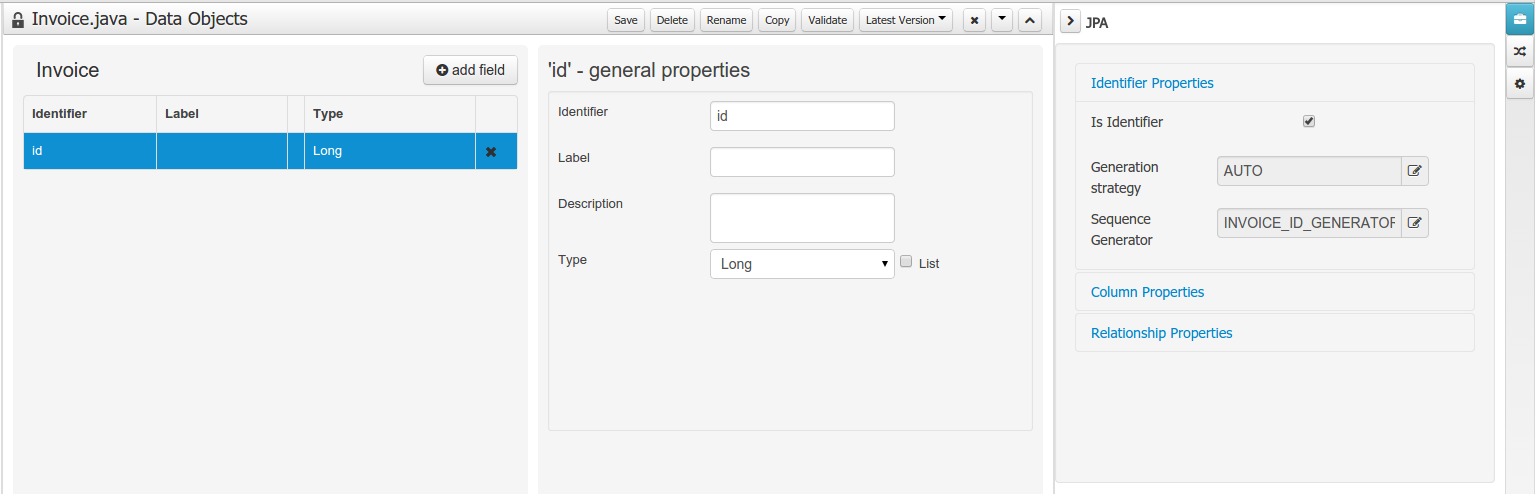 Invoice.java - Data Objects
Save Delete Rename Copy Validate Latest Version
JPA
Invoice
add field
Identifier Label Type
id Long
'id' - general properties
Identifier id
Label
Description
Type Long List
Identifier Properties
Is Identifier
Generation
strategy
AUTO
Sequence
Generator
INVOICE_ID_GENERATOR
Column Properties
Relationship Properties